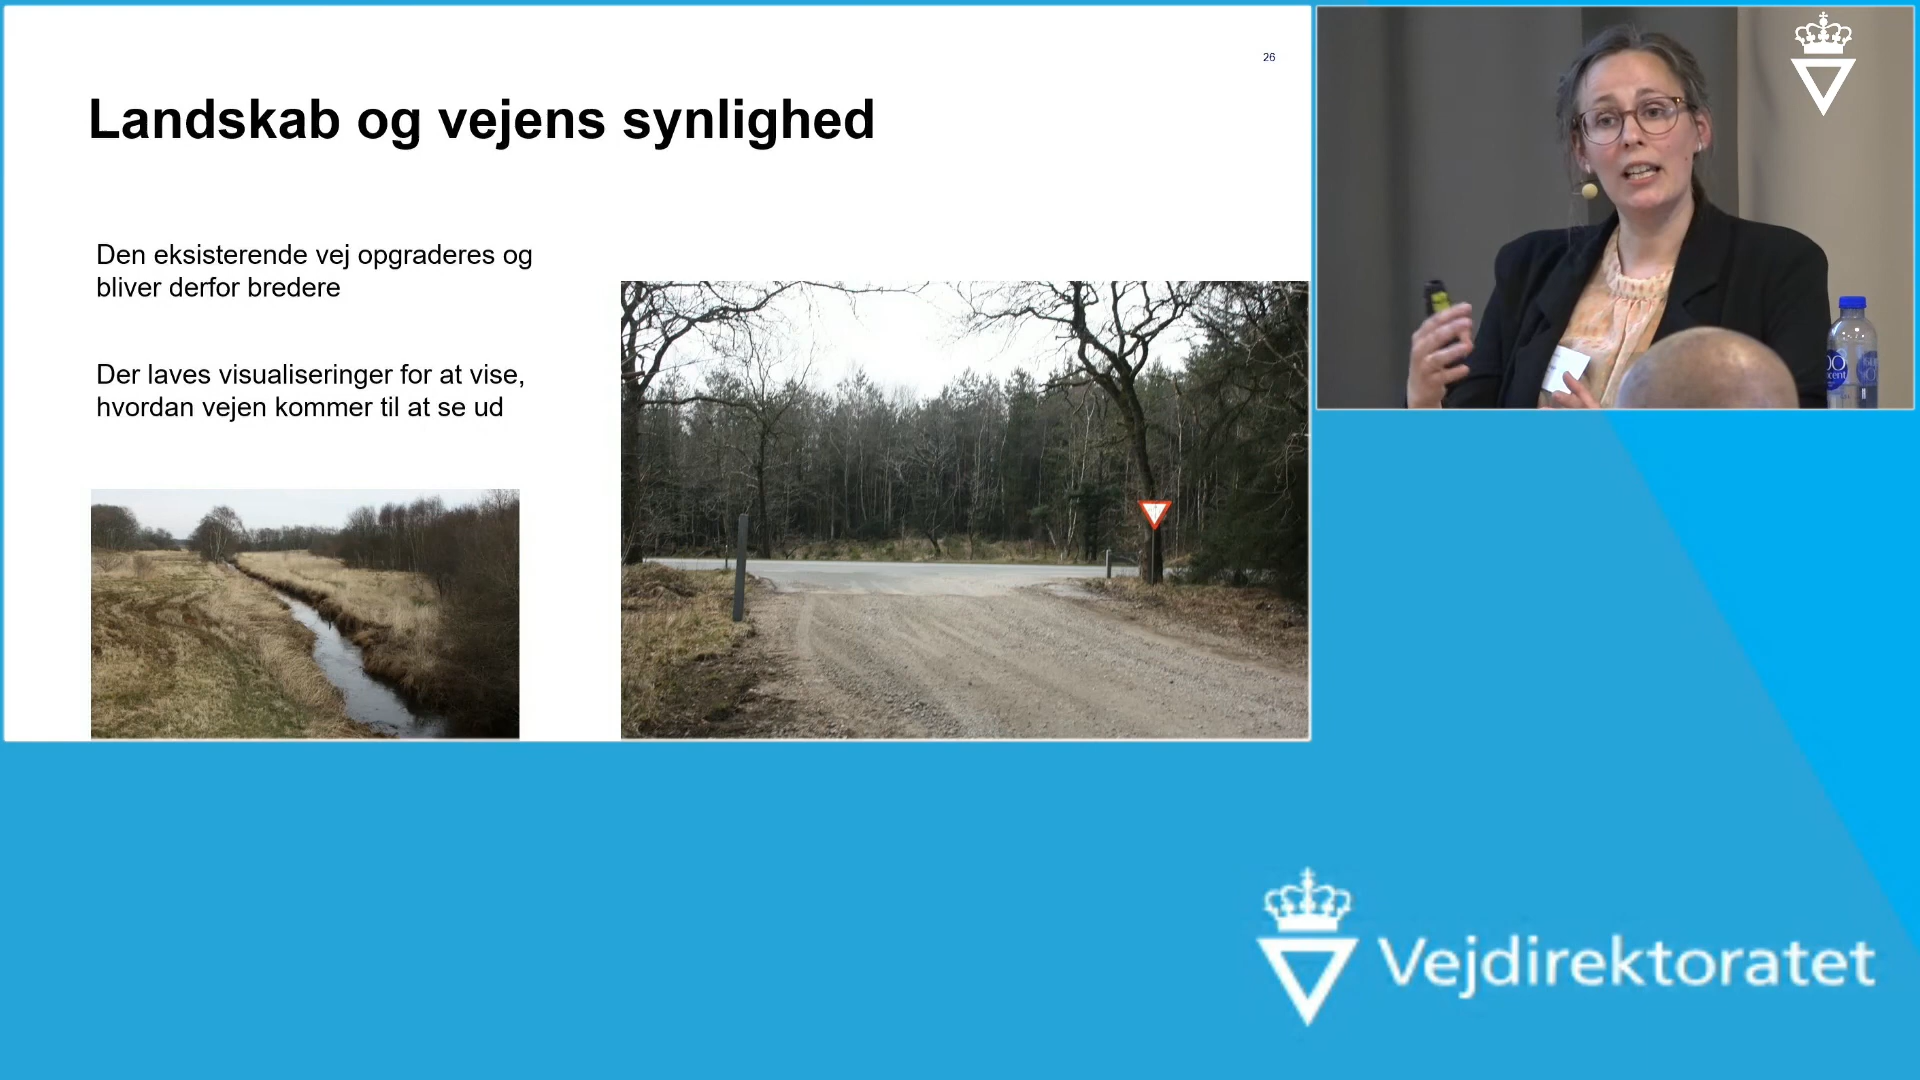 26
Landskab og vejens synlighed
Den eksisterende vej opgraderes og
bliver derfor bredere
Der laves visualiseringer for at vise,
hvordan vejen kommer til at se ud
Vejdirektoratet